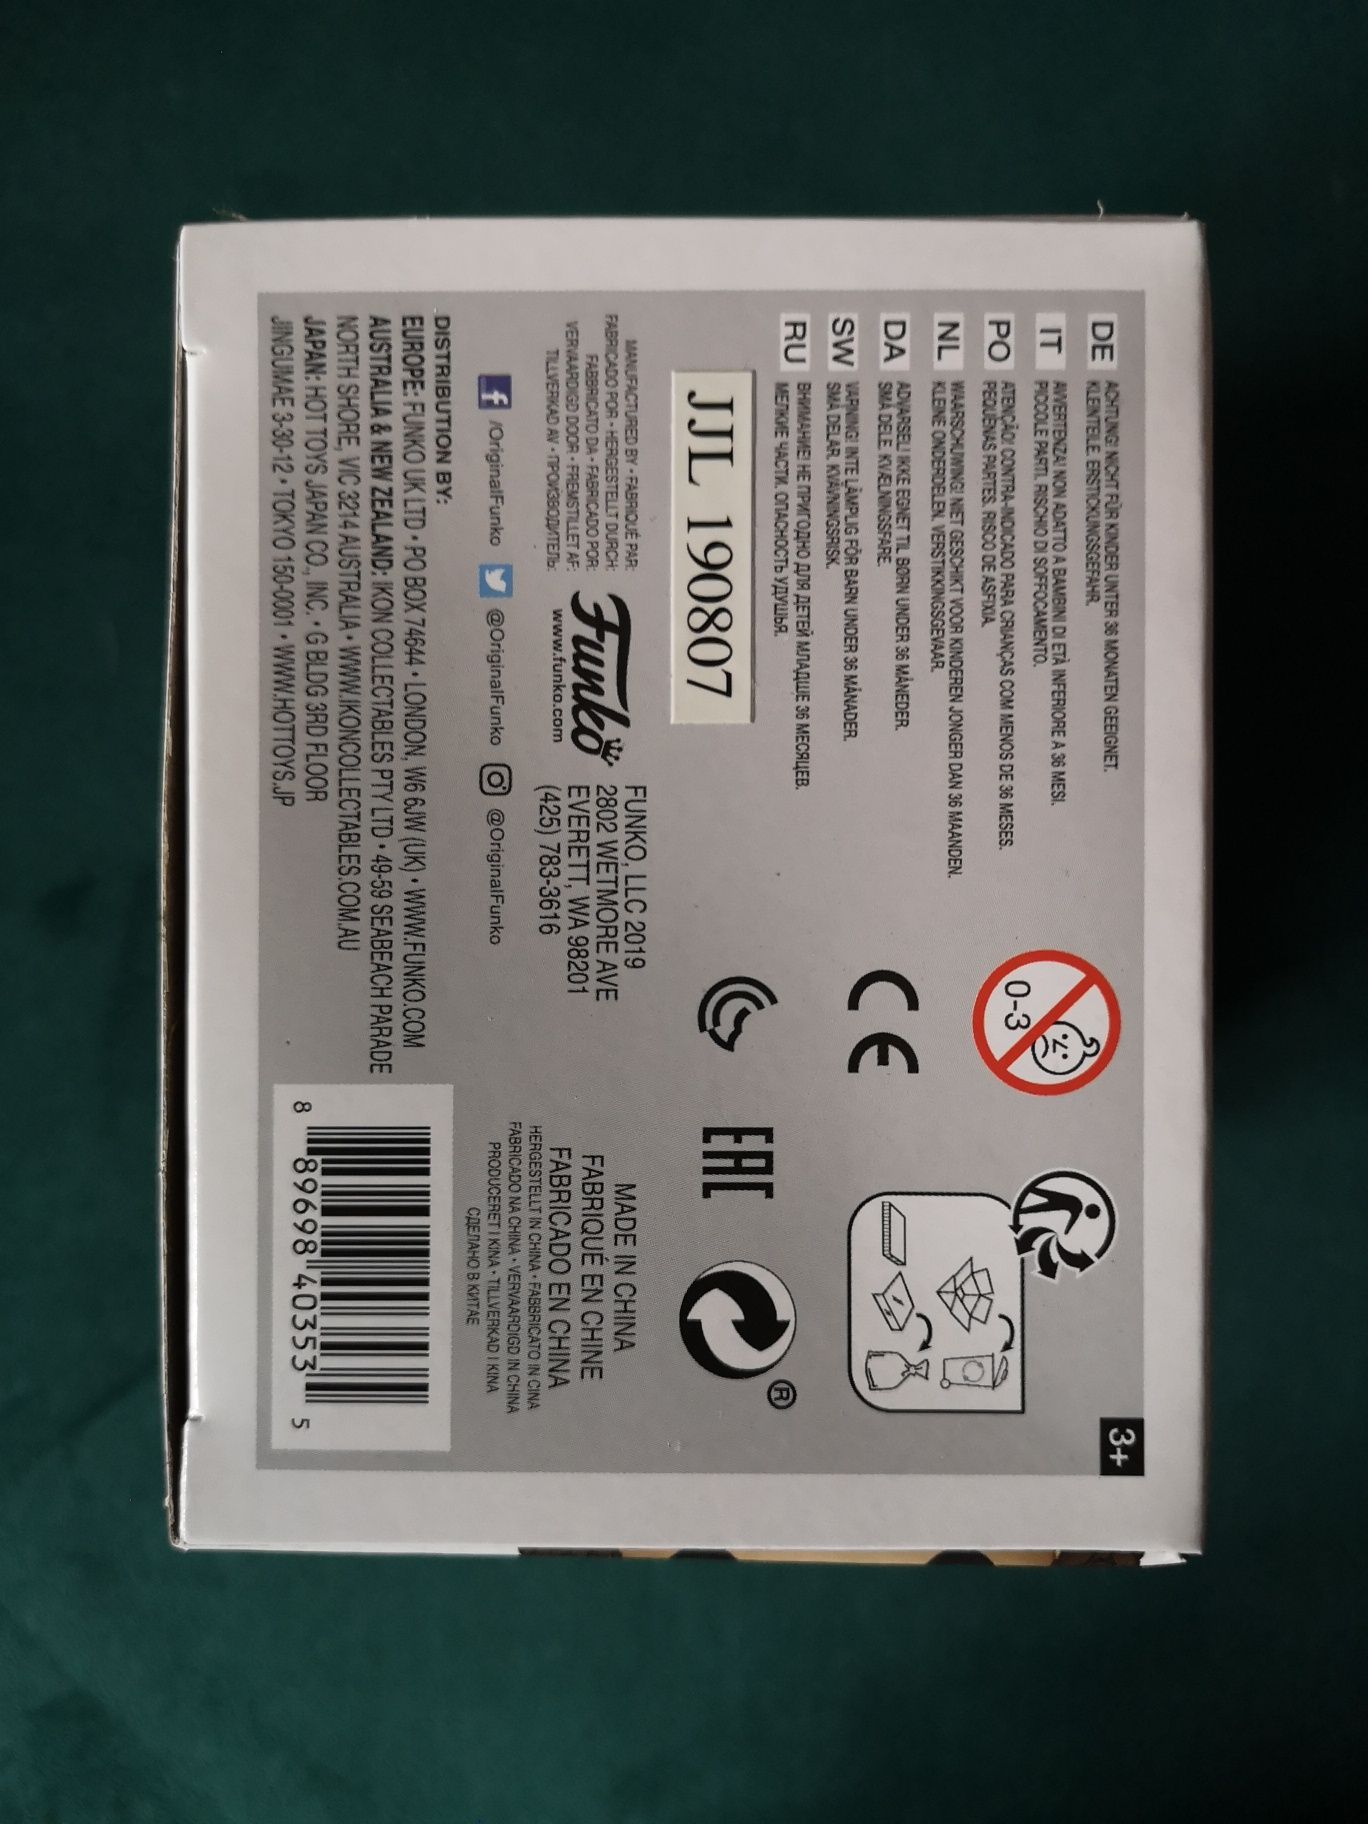 DE ACHTUNG! NICHT FÜR KINDER UNTER 36 MONATEN GEEIGNET.
KLEINTEILE. ERSTICKUNGSGEFAHR.
IT AVVERTENZA! NON ADATTO A BAMBINI DI ETÀ INFERIORE A 36 MESI.
PICCOLE PARTI. RISCHIO DI SOFFOCAMENTO.
PO ATENÇÃO! CONTRA-INDICADO PARA CRIANÇAS COM MENOS DE 36 MESES.
PEQUENAS PARTES. RISCO DE ASFIXIA.
NL WAARSCHUWING! NIET GESCHIKT VOOR KINDEREN JONGER DAN 36 MAANDEN.
KLEINE ONDERDELEN. VERSTIKKINGSGEVAAR.
DA ADVARSEL! IKKE EGNET TIL BØRN UNDER 36 MÅNEDER.
SMÅ DELE. KVÆLNINGSFARE.
SW VARNING! INTE LÄMPLIG FÖR BARN UNDER 36 MÅNADER.
SMÅ DELAR. KVÄVNINGSRISK.
RU ВНИМАНИЕ! НЕ ПРИГОДНО ДЛЯ ДЕТЕЙ МЛАДШЕ 36 МЕСЯЦЕВ.
МЕЛКИЕ ЧАСТИ. ОПАСНОСТЬ УДУШЬЯ.
3+
0-3
CE
JJL 19807
EAC
®
MANUFACTURED BY • FABRIQUÉ PAR:
FABRICADO POR • HERGESTELLT DURCH:
FABBRICATO DA • FABRICADO POR:
VERVAARDIGD DOOR • FREMSTILLET AF:
TILLVERKAD AV • ПРОИЗВОДИТЕЛЬ:
Funko
www.funko.com
FUNKO, LLC 2019
2802 WETMORE AVE
EVERETT, WA 98201
(425) 783-3616
MADE IN CHINA
FABRIQUÉ EN CHINE
FABRICADO EN CHINA
HERGESTELLT IN CHINA • FABBRICATO IN CINA
FABRICADO NA CHINA • VERVAARDIGD IN CHINA
PRODUCERET I KINA • TILLVERKAD I KINA
СДЕЛАНО В КИТАЕ
f /OriginalFunko @OriginalFunko @OriginalFunko
DISTRIBUTION BY:
EUROPE: FUNKO UK LTD • PO BOX 74644 • LONDON, W6 6JW (UK) • WWW.FUNKO.COM
AUSTRALIA & NEW ZEALAND: IKON COLLECTABLES PTY LTD • 49-59 SEABEACH PARADE
NORTH SHORE, VIC 3214 AUSTRALIA • WWW.IKONCOLLECTABLES.COM.AU
JAPAN: HOT TOYS JAPAN CO., INC. • G BLDG 3RD FLOOR
JINGUMAE 3-30-12 • TOKYO 150-0001 • WWW.HOTTOYS.JP
8 89698 40353 5